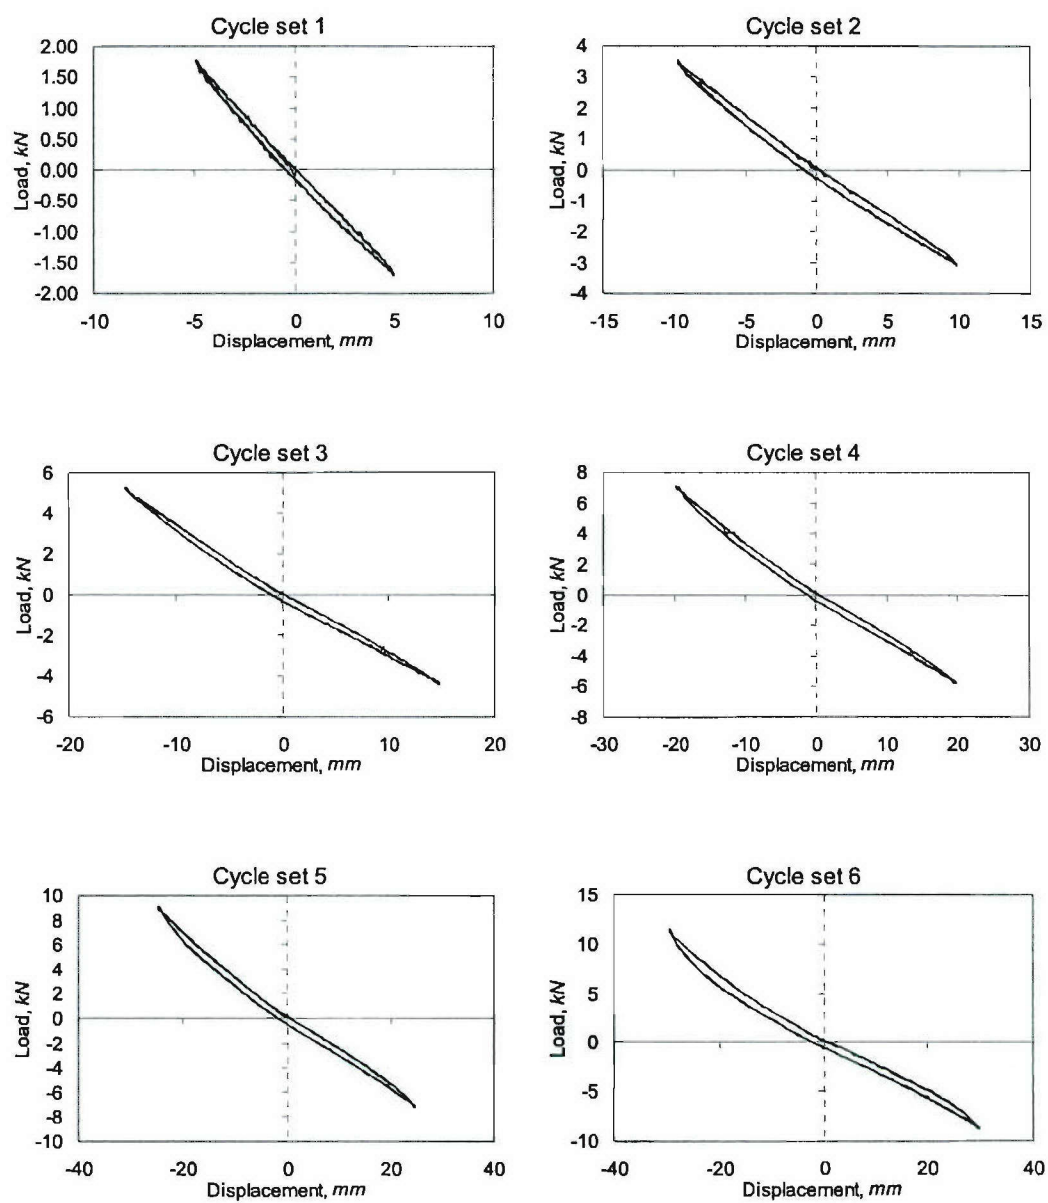 Cycle set 1
2.00
1.50
1.00
0.50
0.00
-0.50
-1.00
-1.50
-2.00
Load, kN
-10 -5 0 5 10
Displacement, mm
Cycle set 2
4
3
2
1
0
-1
-2
-3
-4
Load, kN
-15 -10 -5 0 5 10 15
Displacement, mm
Cycle set 3
6
4
2
0
-2
-4
-6
Load, kN
-20 -10 0 10 20
Displacement, mm
Cycle set 4
8
6
4
2
0
-2
-4
-6
-8
Load, kN
-30 -20 -10 0 10 20 30
Displacement, mm
Cycle set 5
10
8
6
4
2
0
-2
-4
-6
-8
-10
Load, kN
-40 -20 0 20 40
Displacement, mm
Cycle set 6
15
10
5
0
-5
-10
Load, kN
-40 -20 0 20 40
Displacement, mm